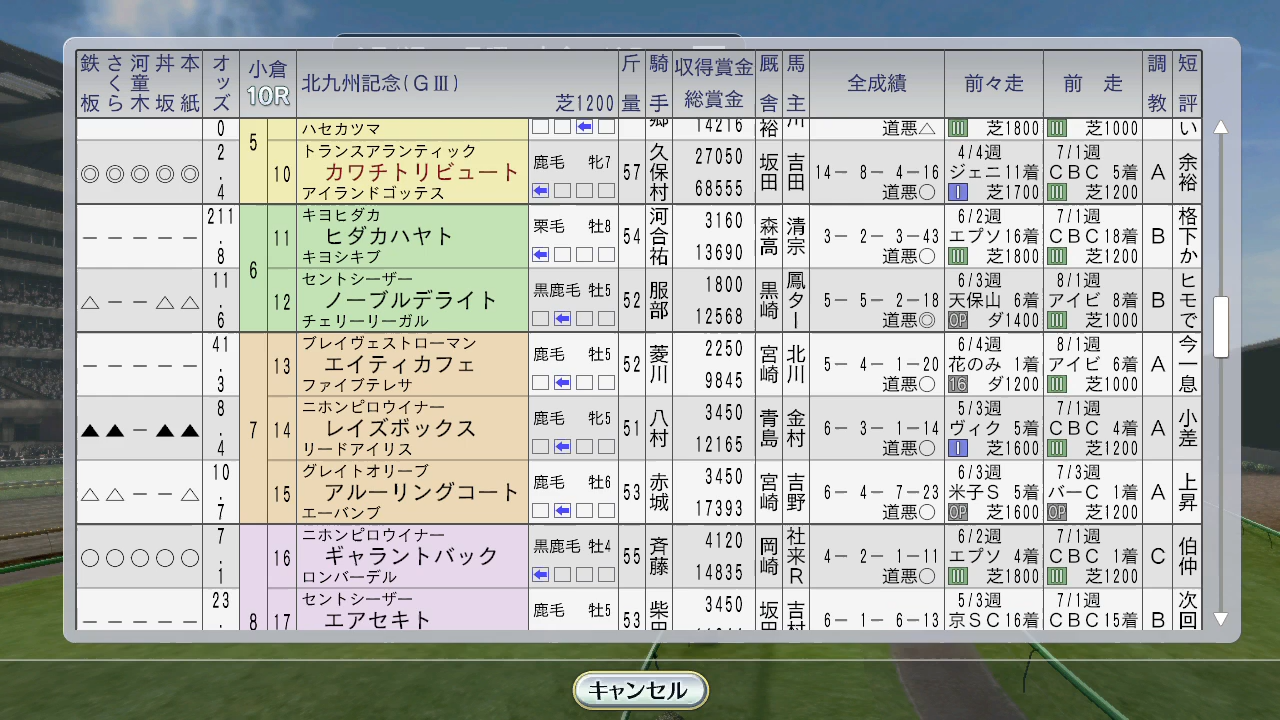 鉄板 さくら 河童木 丼坂 本紙 オッズ 小倉 10R 北九州記念(GⅢ) 芝1200 斤量 騎手 収得賞金 総賞金 厩舎 馬主 全成績 前々走 前 走 調教 短評
0 5 ハセカツマ 14216 裕 道悪△ Ⅲ 芝1800 Ⅲ 芝1000 い
◎◎◎◎◎ 2.4 10 トランスアトランティック 鹿毛 牝7 57 久保村 27050 坂田 吉田 14－ 8－ 4－16 4/4週 7/1週 A 余裕
カワチトリビュート ジェニ11着 CBC 5着
アイランドゴッテス 68555 道悪○ Ⅰ 芝1700 Ⅲ 芝1200
－－－－－ 211.8 6 11 キヨヒダカ 栗毛 牡8 54 河合祐 3160 森高 清宗 3－ 2－ 3－43 6/2週 7/1週 B 格下か
ヒダカハヤト エプソ16着 CBC18着
キヨシキブ 13690 道悪○ Ⅲ 芝1800 Ⅲ 芝1200
△－－△△ 11.6 12 セントシーザー 黒鹿毛 牡5 52 服部 1800 黒崎 鳳ター 5－ 5－ 2－18 6/3週 8/1週 B ヒモで
ノーブルデライト 天保山 6着 アイビ 8着
チェリーリーガル 12568 道悪◎ OP ダ1400 Ⅲ 芝1000
－－－－－ 41.3 7 13 ブレイヴェストローマン 鹿毛 牡5 52 菱川 2250 宮崎 北川 5－ 4－ 1－20 6/4週 8/1週 A 今一息
エイティカフェ 花のみ 1着 アイビ 6着
ファイブテレサ 9845 道悪○ 16 ダ1200 Ⅲ 芝1000
▲▲－▲▲ 8.4 14 ニホンピロウイナー 鹿毛 牝5 51 八村 3450 青島 金村 6－ 3－ 1－14 5/3週 7/1週 A 小差
レイズボックス ヴィク 5着 CBC 4着
リードアイリス 12165 道悪○ Ⅰ 芝1600 Ⅲ 芝1200
△△－－△ 10.7 15 グレイトオリーブ 鹿毛 牡6 53 赤城 3450 宮崎 吉野 6－ 4－ 7－23 6/3週 7/3週 A 上昇
アルーリングコート 米子S 5着 バーC 1着
エーバンブ 17393 道悪○ OP 芝1600 OP 芝1200
○○○○○ 7.1 8 16 ニホンピロウイナー 黒鹿毛 牡4 55 斉藤 4120 岡崎 社来R 4－ 2－ 1－11 6/2週 7/1週 C 伯仲
ギャラントバック エプソ 4着 CBC 1着
ロンバーデル 14835 道悪○ Ⅲ 芝1800 Ⅲ 芝1200
－－－－－ 23 17 セントシーザー 鹿毛 牡5 53 3450 坂 吉 6－ 1－ 6－13 5/3週 7/1週 B 次回
エアセキト 京SC16着 CBC15着
キャンセル